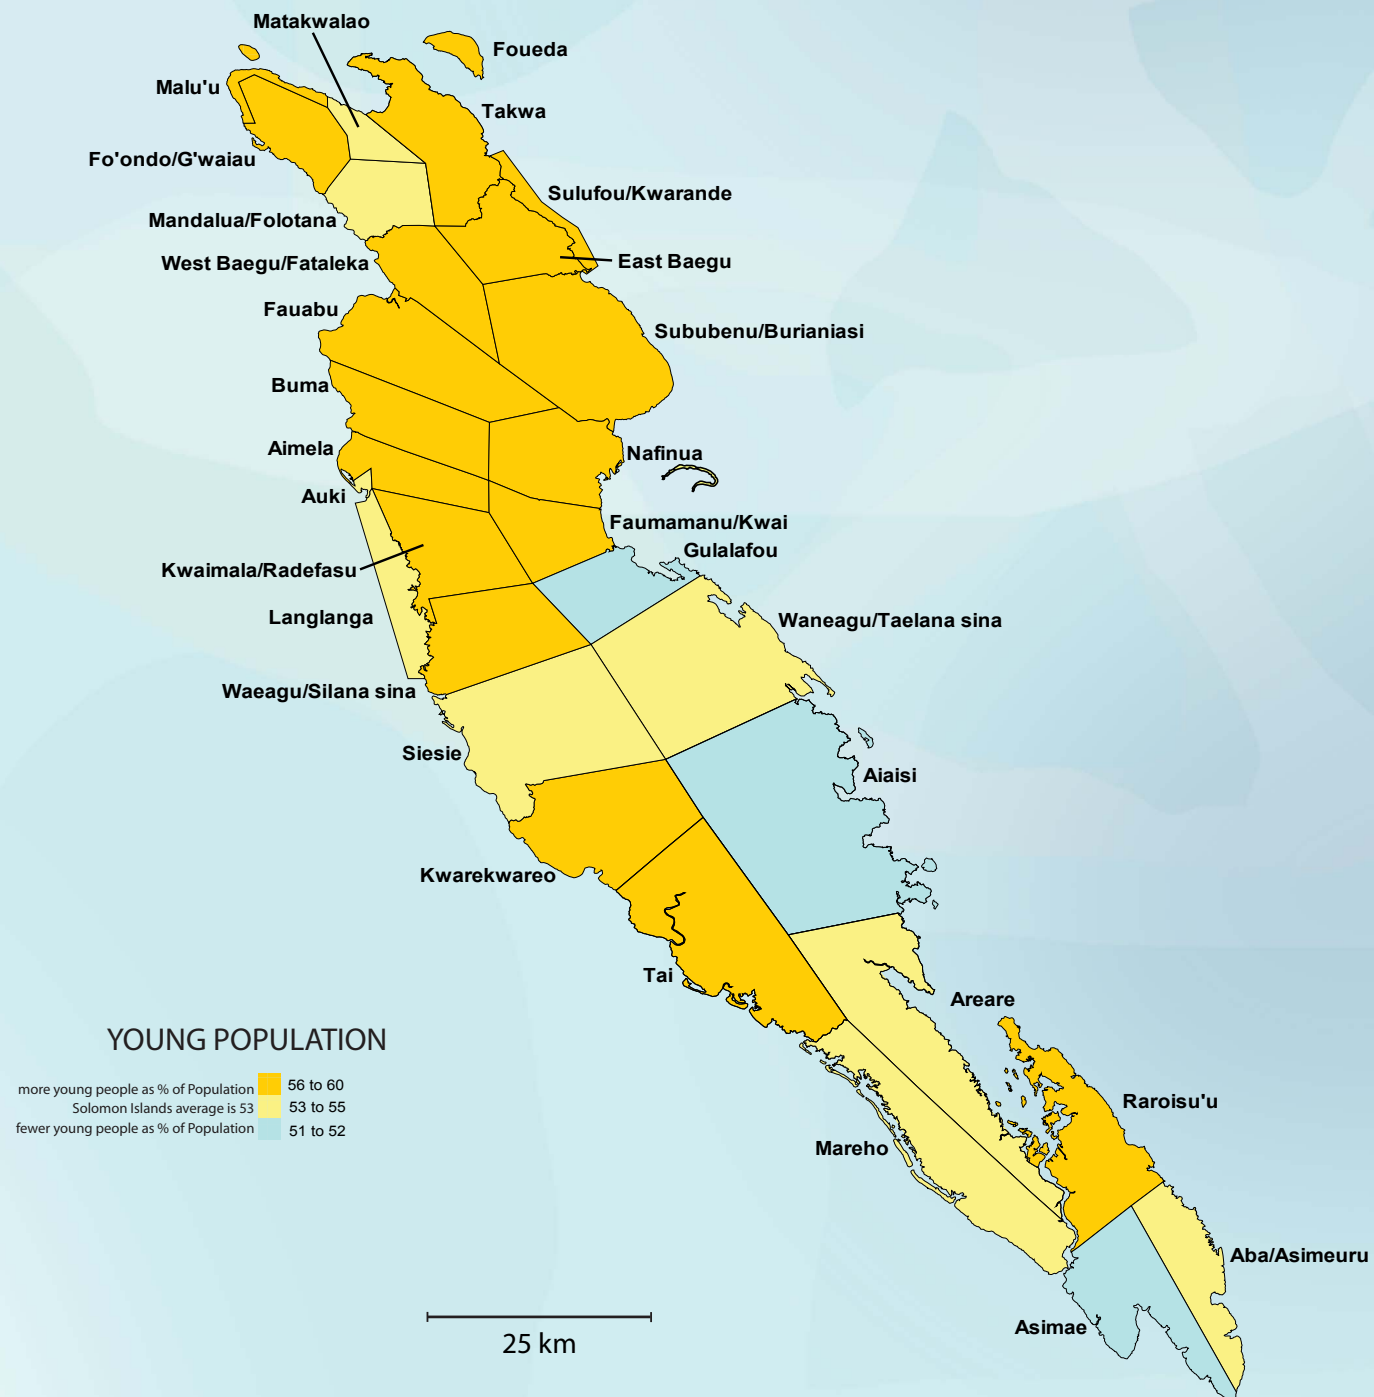 Matakwalao
Foueda
Malu'u
Takwa
Fo'ondo/G'waiau
Sulufou/Kwarande
Mandalua/Folotana
West Baegu/Fataleka
East Baegu
Fauabu
Sububenu/Burianiasi
Buma
Aimela
Nafinua
Auki
Faumamanu/Kwai
Gulalafou
Kwaimala/Radefasu
Langlanga
Waneagu/Taelana sina
Waeagu/Silana sina
Siesie
Aiaisi
Kwarekwareo
Tai
Areare
YOUNG POPULATION
more young people as % of Population 56 to 60
Solomon Islands average is 53 53 to 55
fewer young people as % of Population 51 to 52
Raroisu'u
Mareho
Aba/Asimeuru
Asimae
25 km